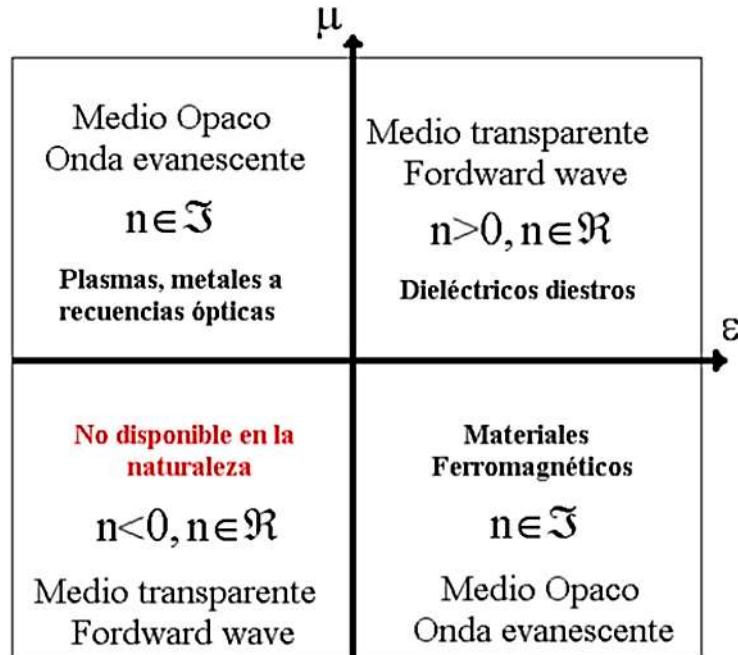 μ
Medio Opaco
Onda evanescente
n∈ℑ
Plasmas, metales a
recuencias ópticas
Medio transparente
Fordward wave
n>0, n∈ℜ
Dieléctricos diestros
ε
No disponible en la
naturaleza
n<0, n∈ℜ
Medio transparente
Fordward wave
Materiales
Ferromagnéticos
n∈ℑ
Medio Opaco
Onda evanescente